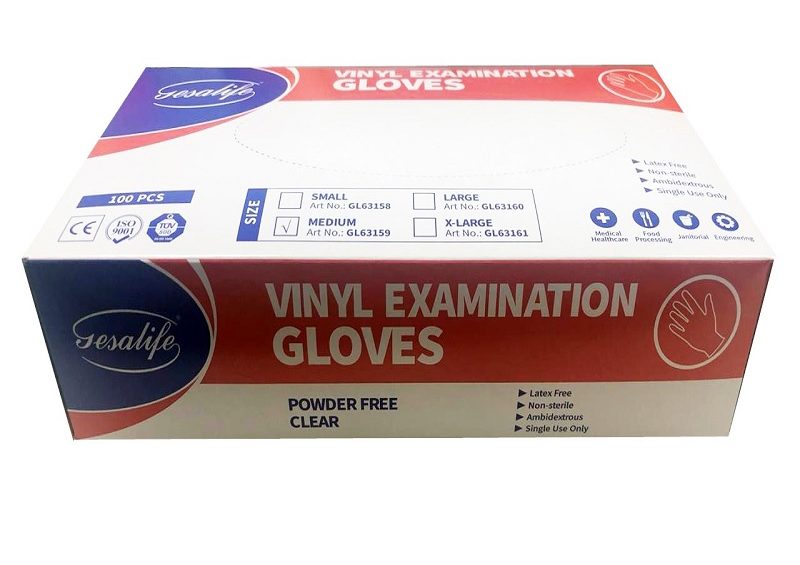 Gesalife
VINYL EXAMINATION
GLOVES
Latex Free
Non-sterile
Ambidextrous
Single Use Only
100 PCS
CE
ISO
9001
TÜV
SIZE
SMALL
Art No.: GL63158
LARGE
Art No.: GL63160
√ MEDIUM
Art No.: GL63159
X-LARGE
Art No.: GL63161
Medical
Healthcare
Food
Processing
Janitorial
Engineering
Gesalife
VINYL EXAMINATION
GLOVES
POWDER FREE
CLEAR
Latex Free
Non-sterile
Ambidextrous
Single Use Only